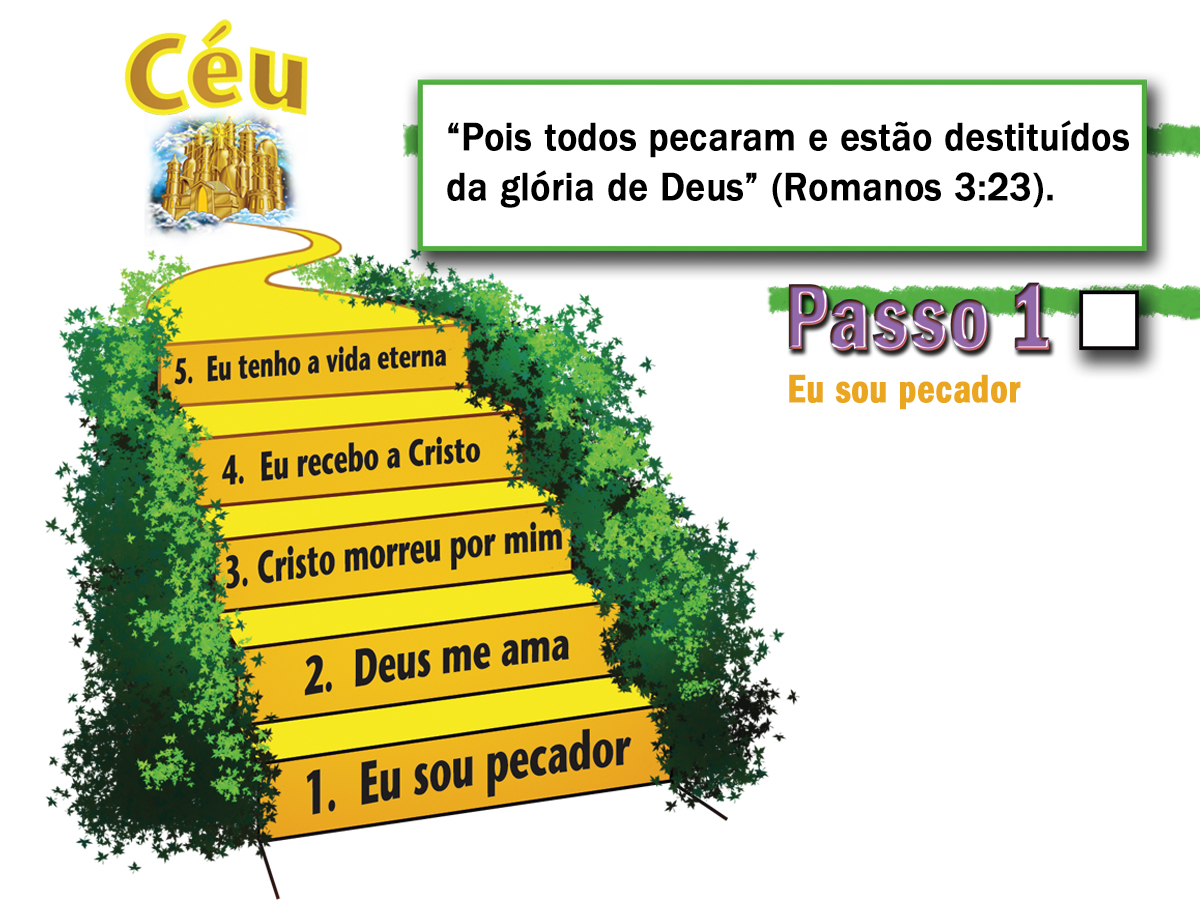 Céu
“Pois todos pecaram e estão destituídos
da glória de Deus” (Romanos 3:23).
Passo 1
Eu sou pecador
5. Eu tenho a vida eterna
4. Eu recebo a Cristo
3. Cristo morreu por mim
2. Deus me ama
1. Eu sou pecador